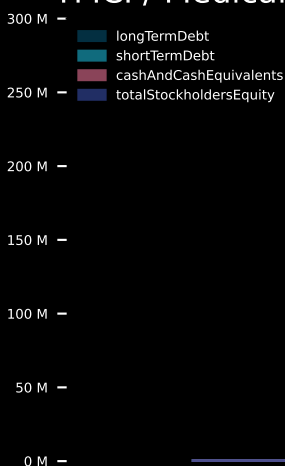 300 M
longTermDebt
shortTermDebt
cashAndCashEquivalents
250 M
totalStockholdersEquity
200 M
150 M
100 M
50 M
0 M